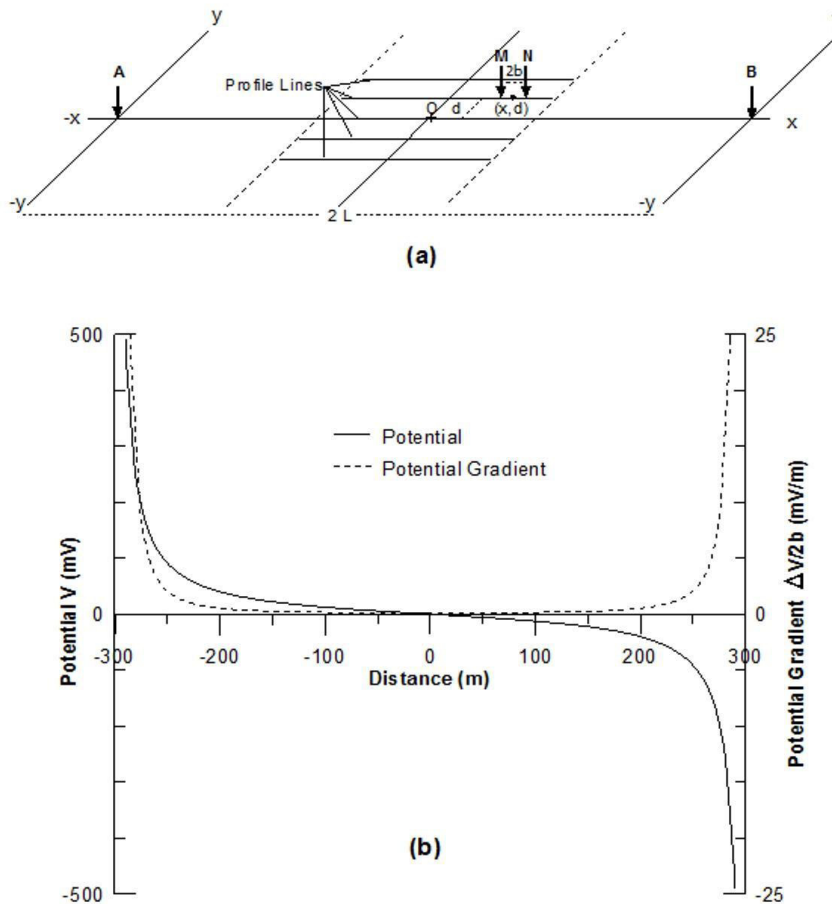 y
A
M N
B
2b
Profile Lines
O d (x, d)
-x
x
-y
-y
2 L
(a)
500
25
Potential
Potential Gradient
Potential V (mV)
Potential Gradient ΔV/2b (mV/m)
0
0
-300 -200 -100 0 100 200 300
Distance (m)
(b)
-500
-25